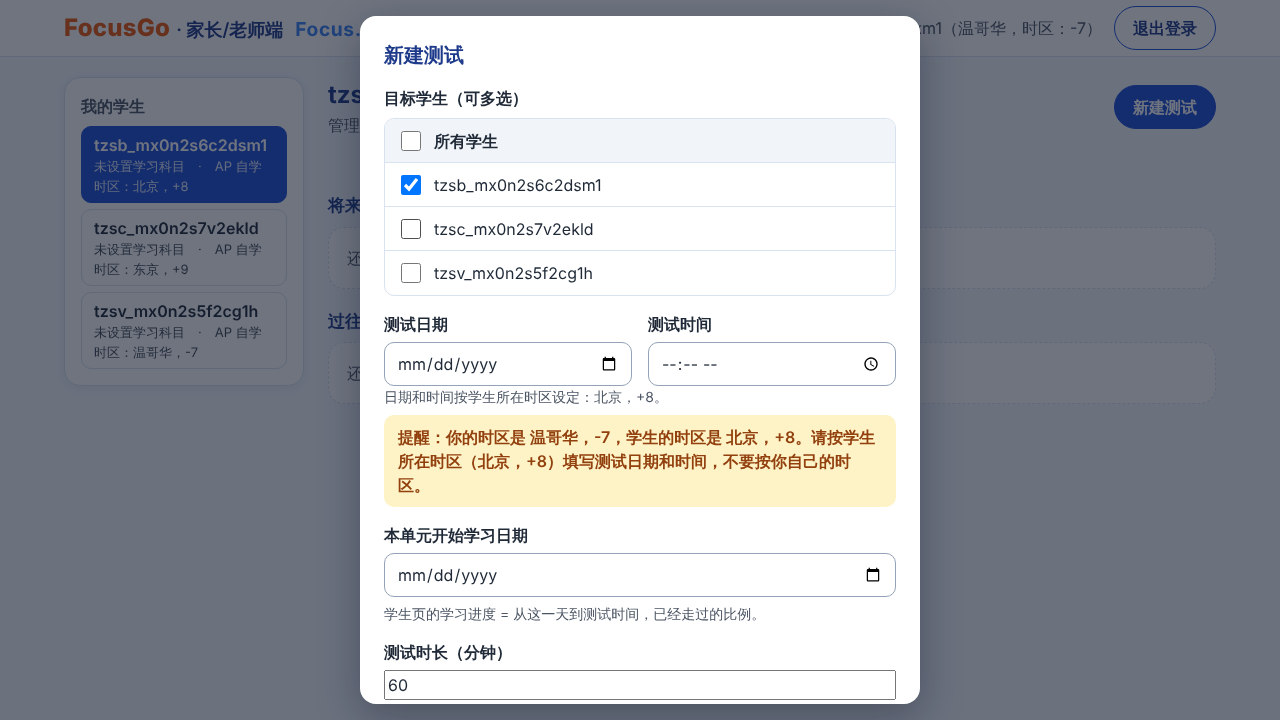 FocusGo · 家长/老师端 Focus.
m1（温哥华，时区：-7）
退出登录
我的学生
tzsb_mx0n2s6c2dsm1
未设置学习科目 · AP 自学
时区：北京，+8
tzsc_mx0n2s7v2ekld
未设置学习科目 · AP 自学
时区：东京，+9
tzsv_mx0n2s5f2cg1h
未设置学习科目 · AP 自学
时区：温哥华，-7
tzs
管理
新建测试
将来
还
过往
还
新建测试
目标学生（可多选）
所有学生
tzsb_mx0n2s6c2dsm1
tzsc_mx0n2s7v2ekld
tzsv_mx0n2s5f2cg1h
测试日期
测试时间
mm/dd/yyyy
--:-- --
日期和时间按学生所在时区设定：北京，+8。
提醒：你的时区是 温哥华，-7，学生的时区是 北京，+8。请按学生
所在时区（北京，+8）填写测试日期和时间，不要按你自己的时
区。
本单元开始学习日期
mm/dd/yyyy
学生页的学习进度 = 从这一天到测试时间，已经走过的比例。
测试时长（分钟）
60